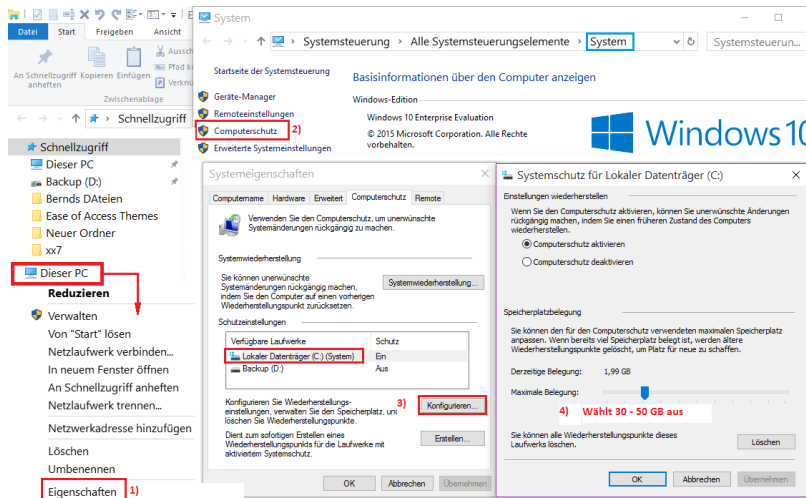 Datei Start Freigeben Ansicht
An Schnellzugriff
anheften
Kopieren Einfügen
Zwischenablage
Schnellzugriff
Schnellzugriff
Dieser PC
Backup (D:)
Bernds DAteien
Ease of Access Themes
Neuer Ordner
xx7
Dieser PC
Reduzieren
Verwalten
Von "Start" lösen
Netzlaufwerk verbinden...
In neuem Fenster öffnen
An Schnellzugriff anheften
Netzlaufwerk trennen...
Netzwerkadresse hinzufügen
Löschen
Umbenennen
Eigenschaften 1)
System
Systemsteuerung › Alle Systemsteuerungselemente › System
Systemsteuerun...
Startseite der Systemsteuerung
Geräte-Manager
Remoteeinstellungen
Computerschutz 2)
Erweiterte Systemeinstellungen
Basisinformationen über den Computer anzeigen
Windows-Edition
Windows 10 Enterprise Evaluation
© 2015 Microsoft Corporation. Alle Rechte
vorbehalten.
Windows 10
Systemeigenschaften
Computername Hardware Erweitert Computerschutz Remote
Verwenden Sie den Computerschutz, um unerwünschte
Systemänderungen rückgängig zu machen.
Systemwiederherstellung
Sie können unerwünschte
Systemänderungen rückgängig machen,
indem Sie den Computer auf einen vorherigen
Wiederherstellungspunkt zurücksetzen.
Systemwiederherstellung...
Schutzeinstellungen
Verfügbare Laufwerke Schutz
Lokaler Datenträger (C:) (System) Ein
Backup (D:) Aus
Konfigurieren Sie Wiederherstellungs-
einstellungen, verwalten Sie den Speicherplatz, und
löschen Sie Wiederherstellungspunkte.
3) Konfigurieren...
Dient zum sofortigen Erstellen eines
Wiederherstellungspunkts für die Laufwerke mit
aktiviertem Systemschutz.
Erstellen...
OK Abbrechen Übernehmen
Systemschutz für Lokaler Datenträger (C:)
Einstellungen wiederherstellen
Wenn Sie den Computerschutz aktivieren, können Sie unerwünschte Änderungen
rückgängig machen, indem Sie einen früheren Zustand des Computers
wiederherstellen.
Computerschutz aktivieren
Computerschutz deaktivieren
Speicherplatzbelegung
Sie können den für den Computerschutz verwendeten maximalen Speicherplatz
anpassen. Wenn bereits viel Speicherplatz belegt ist, werden ältere
Wiederherstellungspunkte gelöscht, um Platz für neue zu schaffen.
Derzeitige Belegung: 1,99 GB
Maximale Belegung:
4) Wählt 30 - 50 GB aus
Sie können alle Wiederherstellungspunkte dieses
Laufwerks löschen.
Löschen
OK Abbrechen Übernehmen